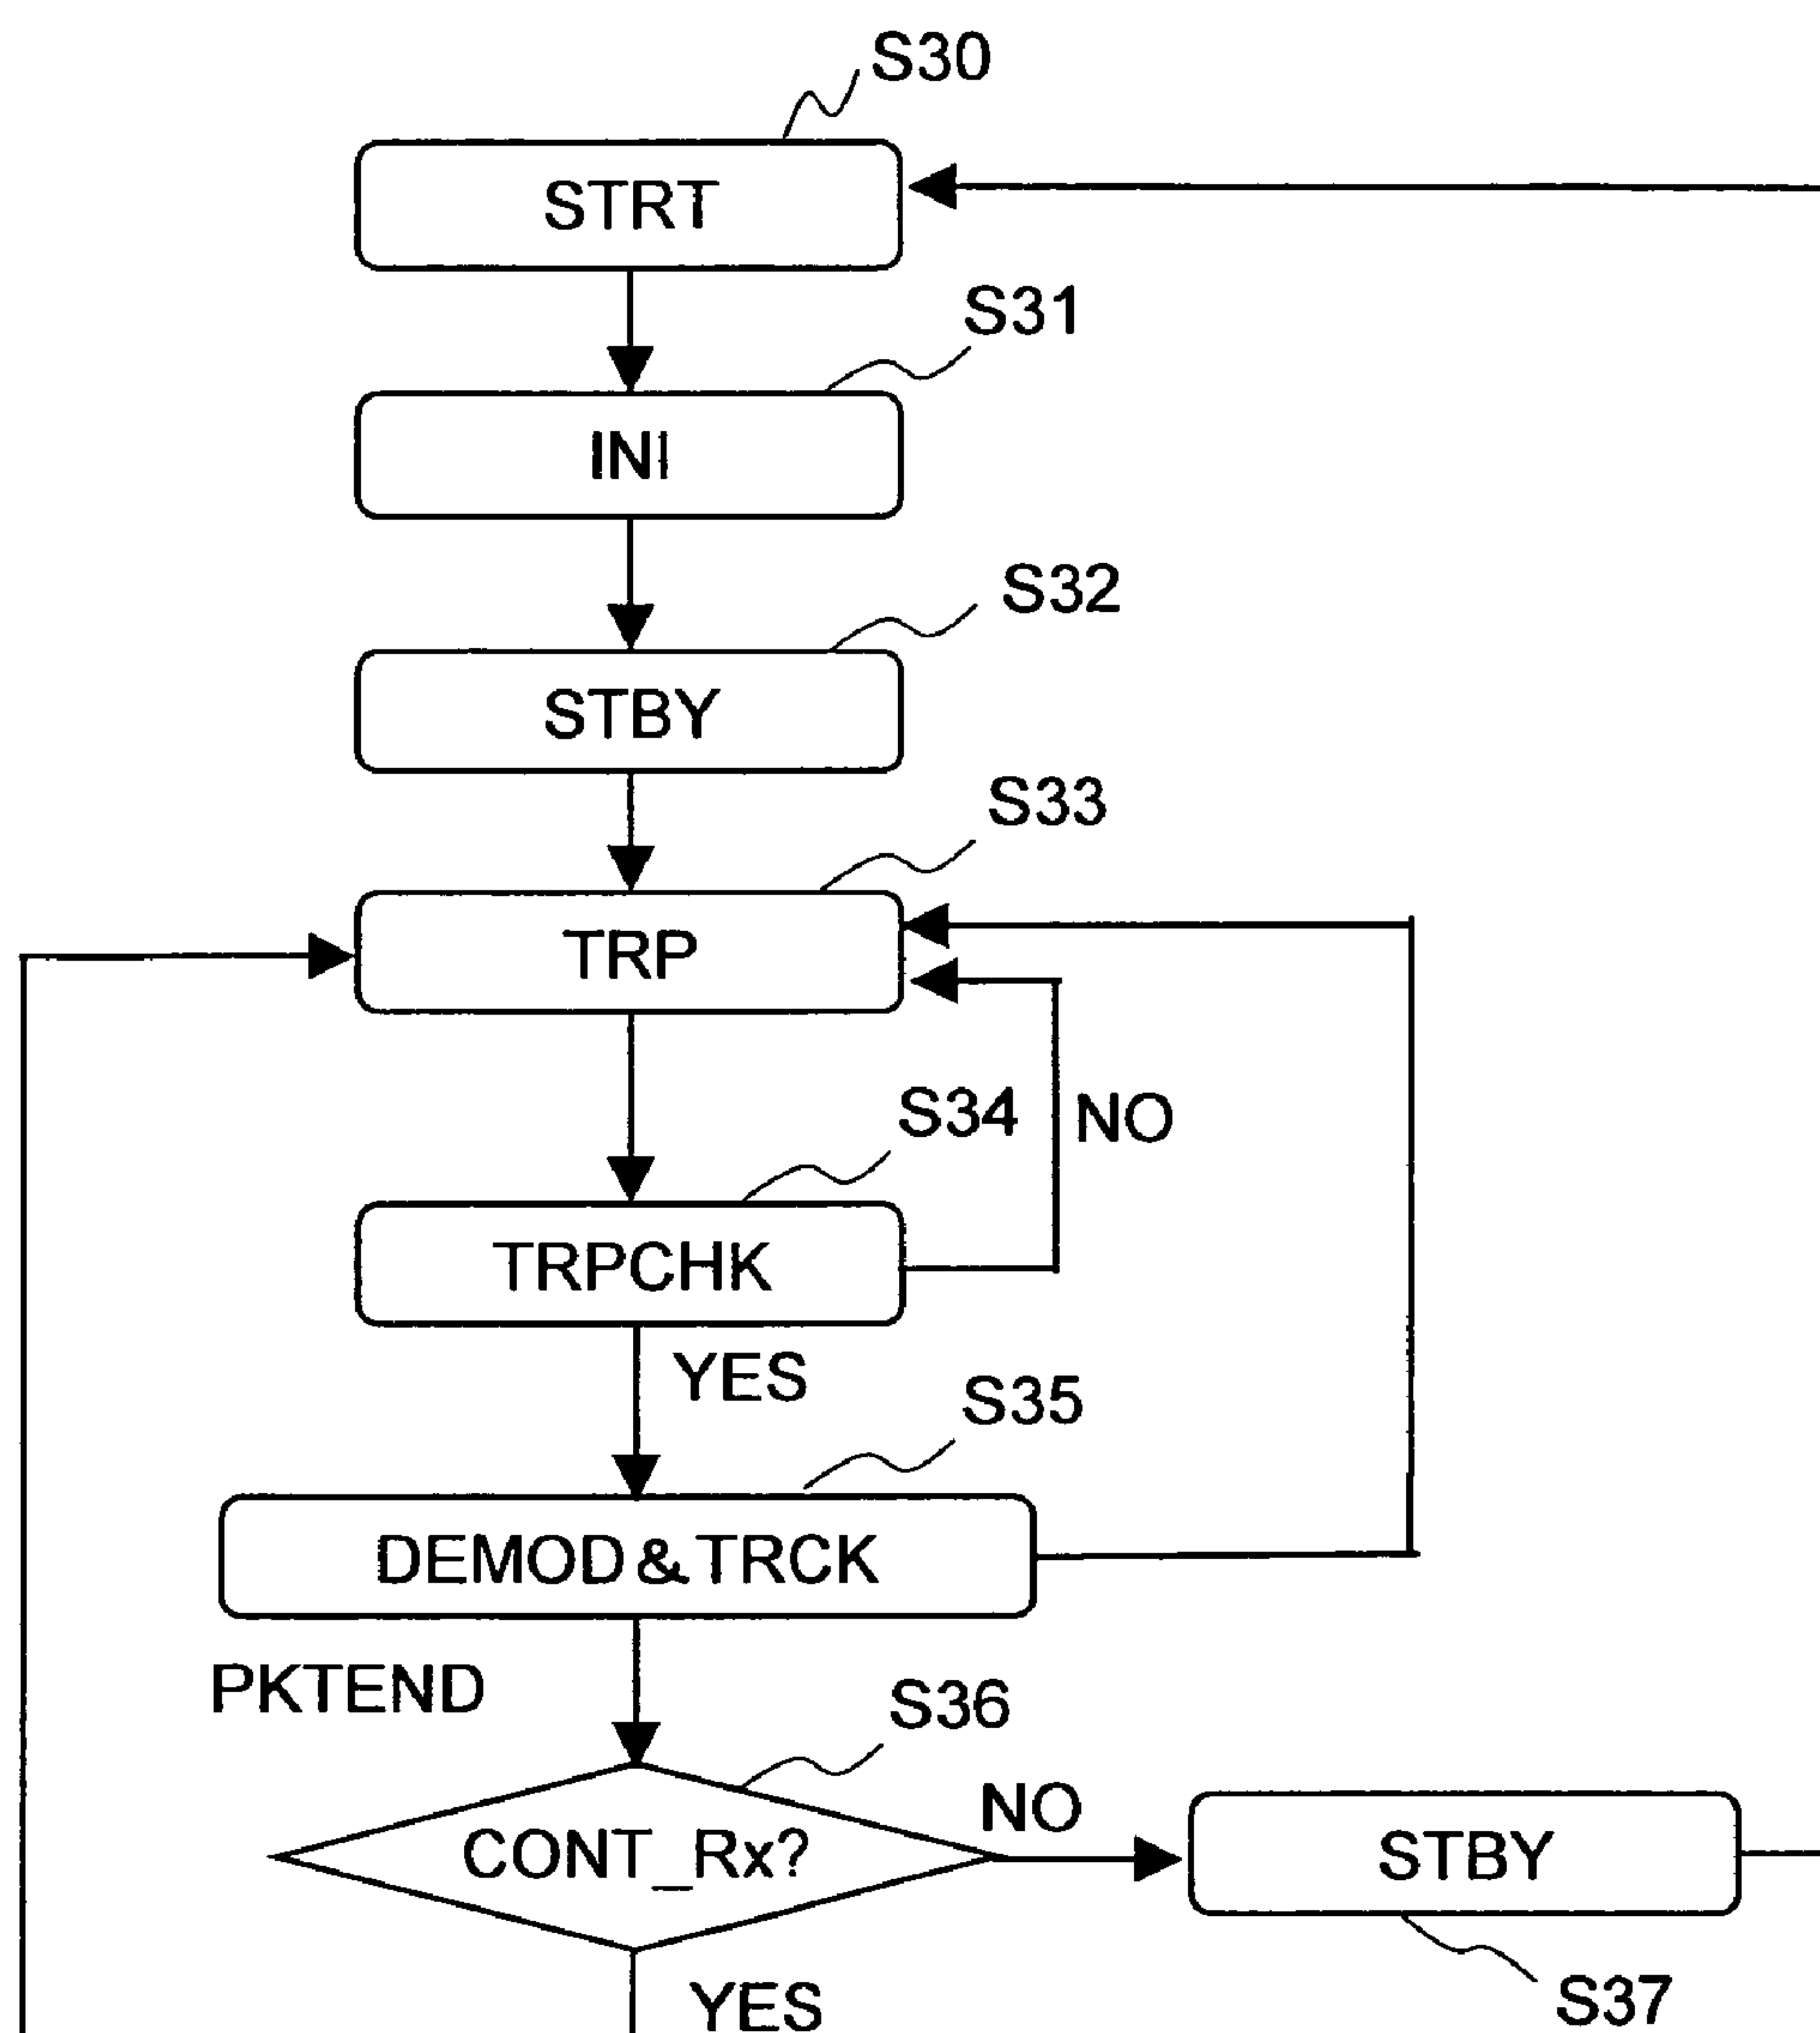 S30
STRT
S31
INI
S32
STBY
S33
TRP
S34
NO
TRPCHK
YES
S35
DEMOD & TRCK
PKTEND
S36
NO
CONT_Rx?
STBY
YES
S37